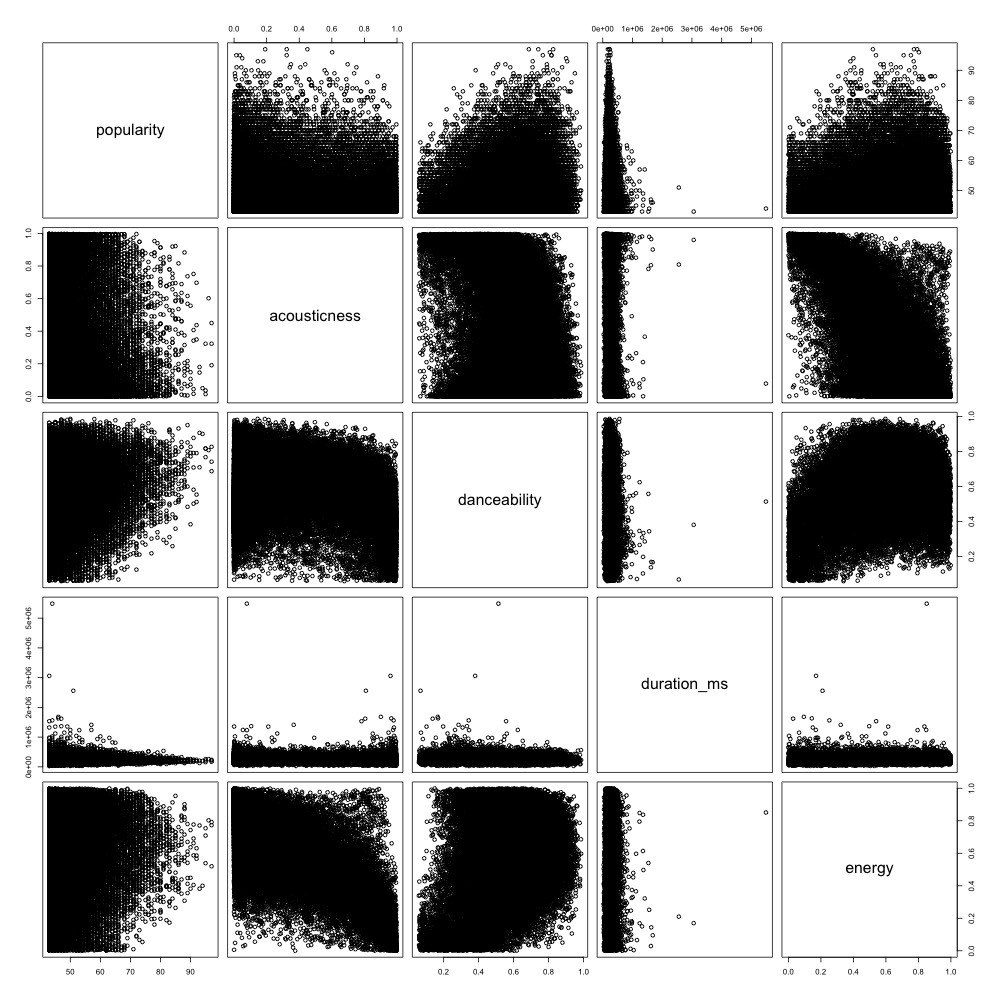 0.0 0.2 0.4 0.6 0.8 1.0 0e+00 1e+06 2e+06 3e+06 4e+06 5e+06
popularity
50 60 70 80 90
acousticness
0.0 0.2 0.4 0.6 0.8 1.0
danceability
0.2 0.4 0.6 0.8 1.0
duration_ms
0e+00 1e+06 2e+06 3e+06 4e+06 5e+06
energy
0.0 0.2 0.4 0.6 0.8 1.0
50 60 70 80 90 0.2 0.4 0.6 0.8 1.0 0.0 0.2 0.4 0.6 0.8 1.0